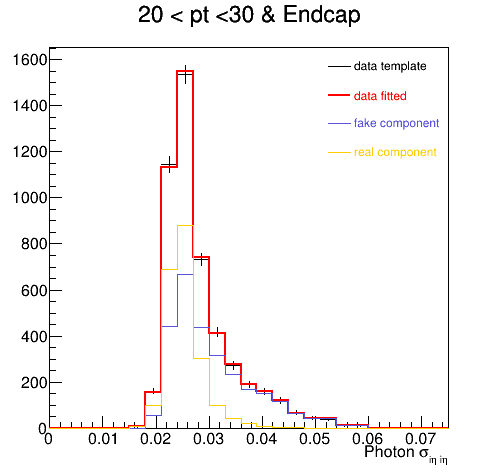 20 < pt <30 & Endcap
data template
data fitted
fake component
real component
1600
1400
1200
1000
800
600
400
200
0
0 0.01 0.02 0.03 0.04 0.05 0.06 0.07
Photon σiη iη